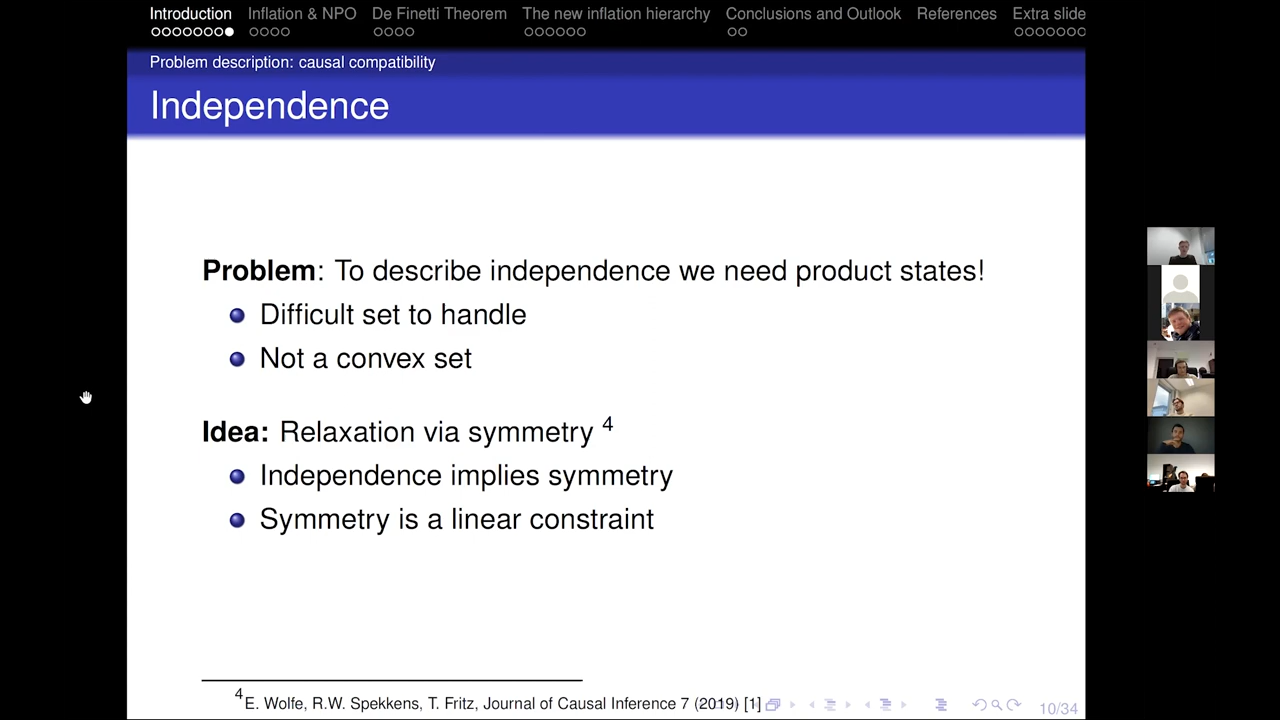 Introduction Inflation & NPO De Finetti Theorem The new inflation hierarchy Conclusions and Outlook References Extra slide
Problem description: causal compatibility
Independence
Problem: To describe independence we need product states!
Difficult set to handle
Not a convex set
Idea: Relaxation via symmetry 4
Independence implies symmetry
Symmetry is a linear constraint
4E. Wolfe, R.W. Spekkens, T. Fritz, Journal of Causal Inference 7 (2019) [1]
10/34